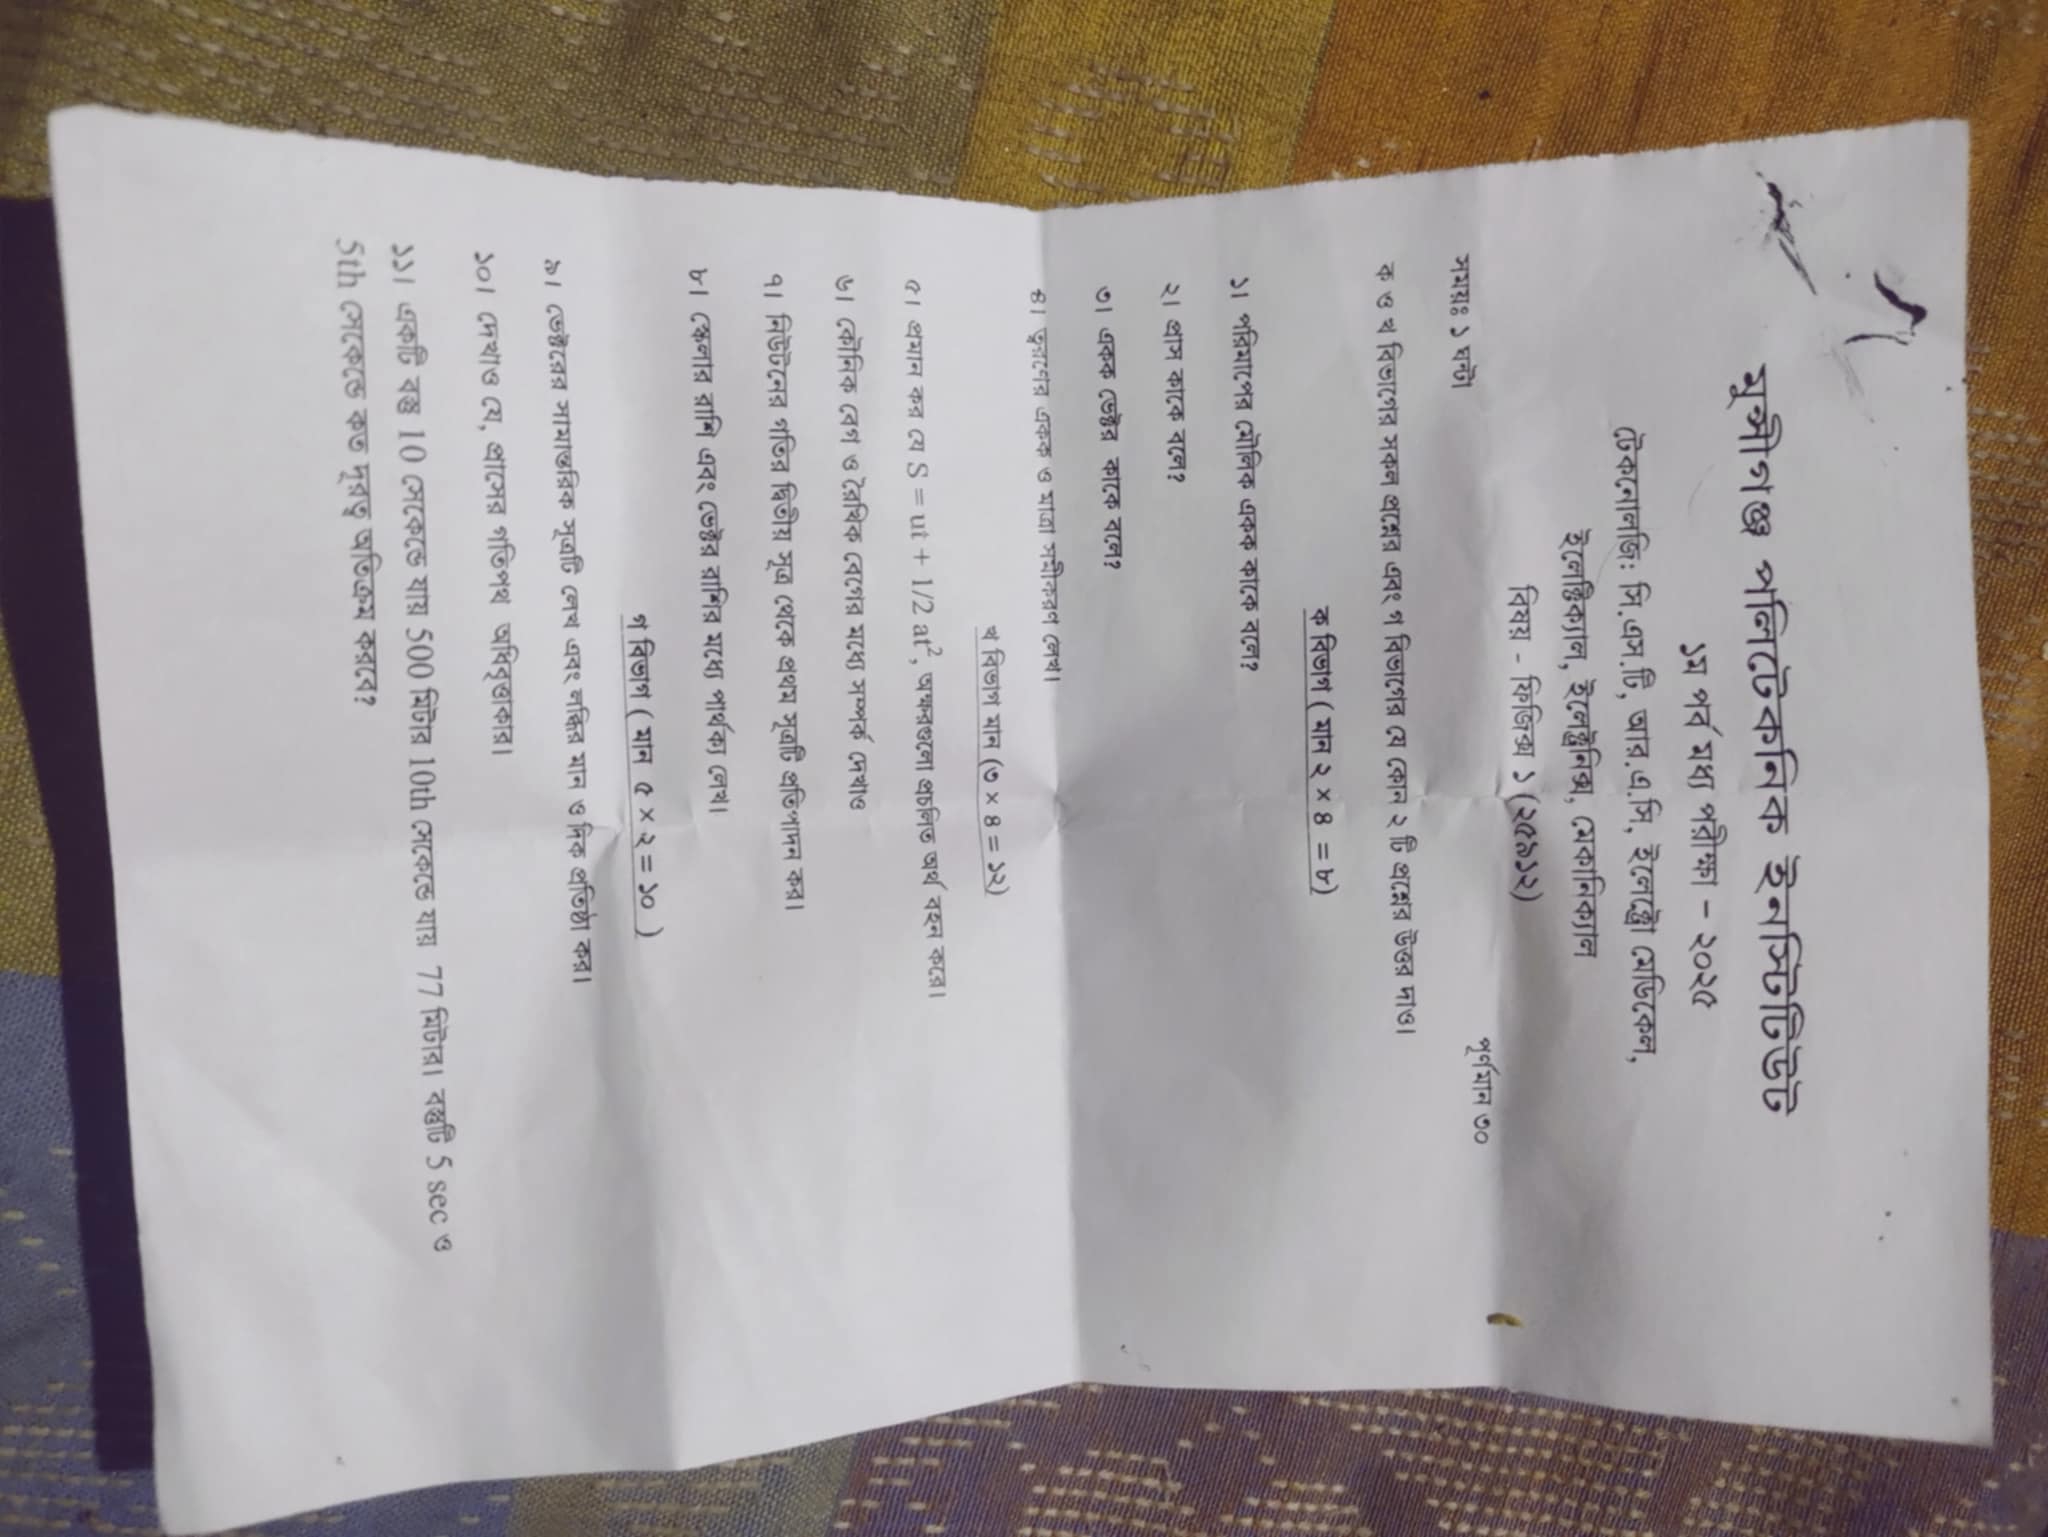 মুন্সীগঞ্জ পলিটেকনিক ইনসিটটিউট
১ম পর্ব মধ্য পরীক্ষা – ২০২৫
টেকনোলজিঃ সি.এস.টি, আর.এ.সি, ইলেক্ট্রো মেডিকেল,
ইলেক্ট্রিক্যাল, ইলেক্ট্রনিক্স, মেকানিক্যাল
বিষয় - ফিজিক্স ১ (২৫৯১২)
সময়ঃ ১ ঘন্টা পূর্ণমান ৩০
ক ও খ বিভাগের সকল প্রশ্নের এবং গ বিভাগের যে কোন ২ টি প্রশ্নের উত্তর দাও।
ক বিভাগ ( মান ২ × ৪ = ৮)
১। পরিমাপের মৌলিক একক কাকে বলে?
২। প্রাস কাকে বলে?
৩। একক ভেক্টর কাকে বলে?
৪। ত্বরণের একক ও মাত্রা সমীকরণ লেখ।
খ বিভাগ মান (৩ × ৪ = ১২)
৫। প্রমান কর যে S = ut + 1/2 at², অক্ষরগুলো প্রচলিত অর্থ বহন করে।
৬। কৌনিক বেগ ও রৈখিক বেগের মধ্যে সম্পর্ক দেখাও
৭। নিউটনের গতির দ্বিতীয় সূত্র থেকে প্রথম সূত্রটি প্রতিপাদন কর।
৮। স্কেলার রাশি এবং ভেক্টর রাশির মধ্যে পার্থক্য লেখ।
গ বিভাগ ( মান ৫ × ২ = ১০ )
৯। ভেক্টরের সামান্তরিক সূত্রটি লেখ এবং লব্ধির মান ও দিক প্রতিষ্ঠা কর।
১০। দেখাও যে, প্রাসের গতিপথ অধিবৃত্তাকার।
১১। একটি বস্তু 10 সেকেন্ডে যায় 500 মিটার 10th সেকেন্ডে যায় 77 মিটার। বস্তুটি 5 sec ও
5th সেকেন্ডে কত দূরত্ব অতিক্রম করবে?